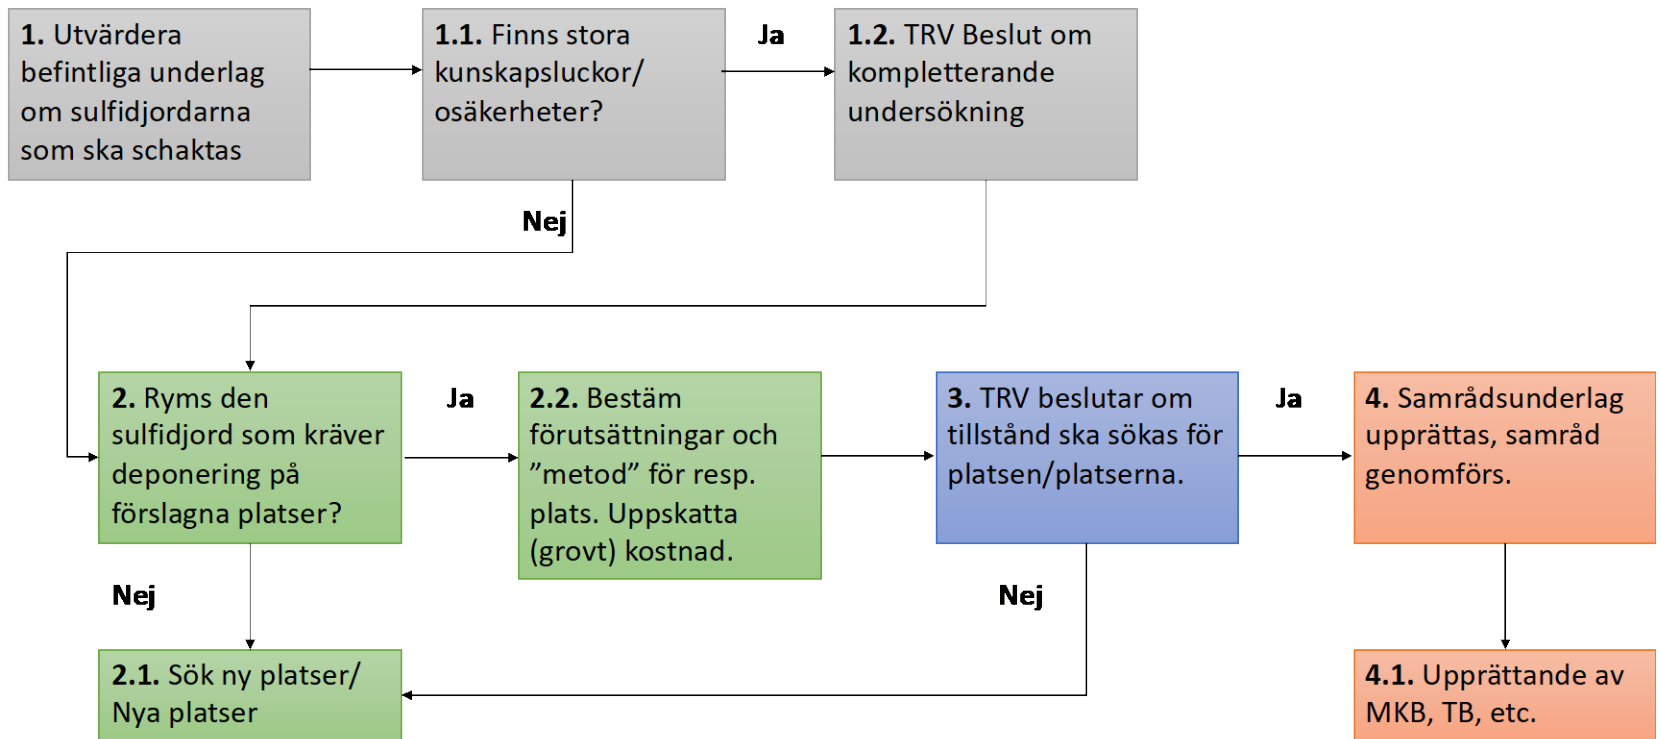 1. Utvärdera
befintliga underlag
om sulfidjordarna
som ska schaktas
1.1. Finns stora
kunskapsluckor/
osäkerheter?
Ja
1.2. TRV Beslut om
kompletterande
undersökning
Nej
2. Ryms den
sulfidjord som kräver
deponering på
förslagna platser?
Ja
2.2. Bestäm
förutsättningar och
”metod” för resp.
plats. Uppskatta
(grovt) kostnad.
3. TRV beslutar om
tillstånd ska sökas för
platsen/platserna.
Ja
4. Samrådsunderlag
upprättas, samråd
genomförs.
Nej
Nej
2.1. Sök ny platser/
Nya platser
4.1. Upprättande av
MKB, TB, etc.